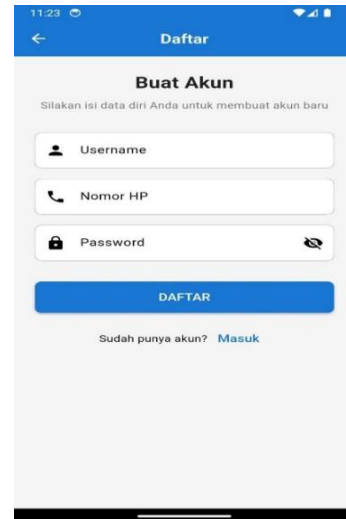 11:23
Daftar
Buat Akun
Silakan isi data diri Anda untuk membuat akun baru
Username
Nomor HP
Password
DAFTAR
Sudah punya akun? Masuk